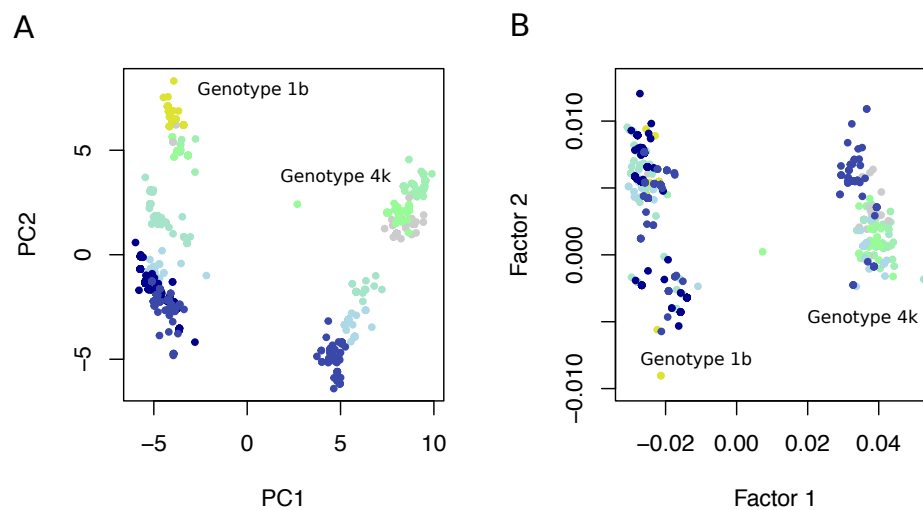 A
Genotype 1b
Genotype 4k
5
0
−5
PC2
−5 0 5 10
PC1
B
0.010
0.000
−0.010
Factor 2
Genotype 4k
Genotype 1b
−0.02 0.00 0.02 0.04
Factor 1